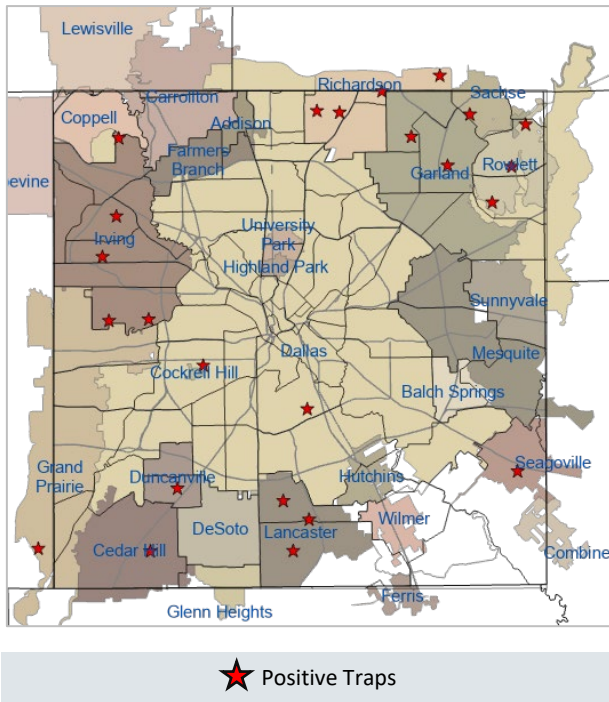 Lewisville
Richardson
Sachse
Carrollton
Coppell
Addison
Farmers
Branch
Garland
Rowlett
evine
University
Park
Irving
Highland Park
Sunnyvale
Dallas
Mesquite
Cockrell Hill
Balch Springs
Grand
Prairie
Duncanville
Hutchins
Seagoville
Wilmer
DeSoto
Lancaster
Cedar Hill
Combine
Ferris
Glenn Heights
Positive Traps